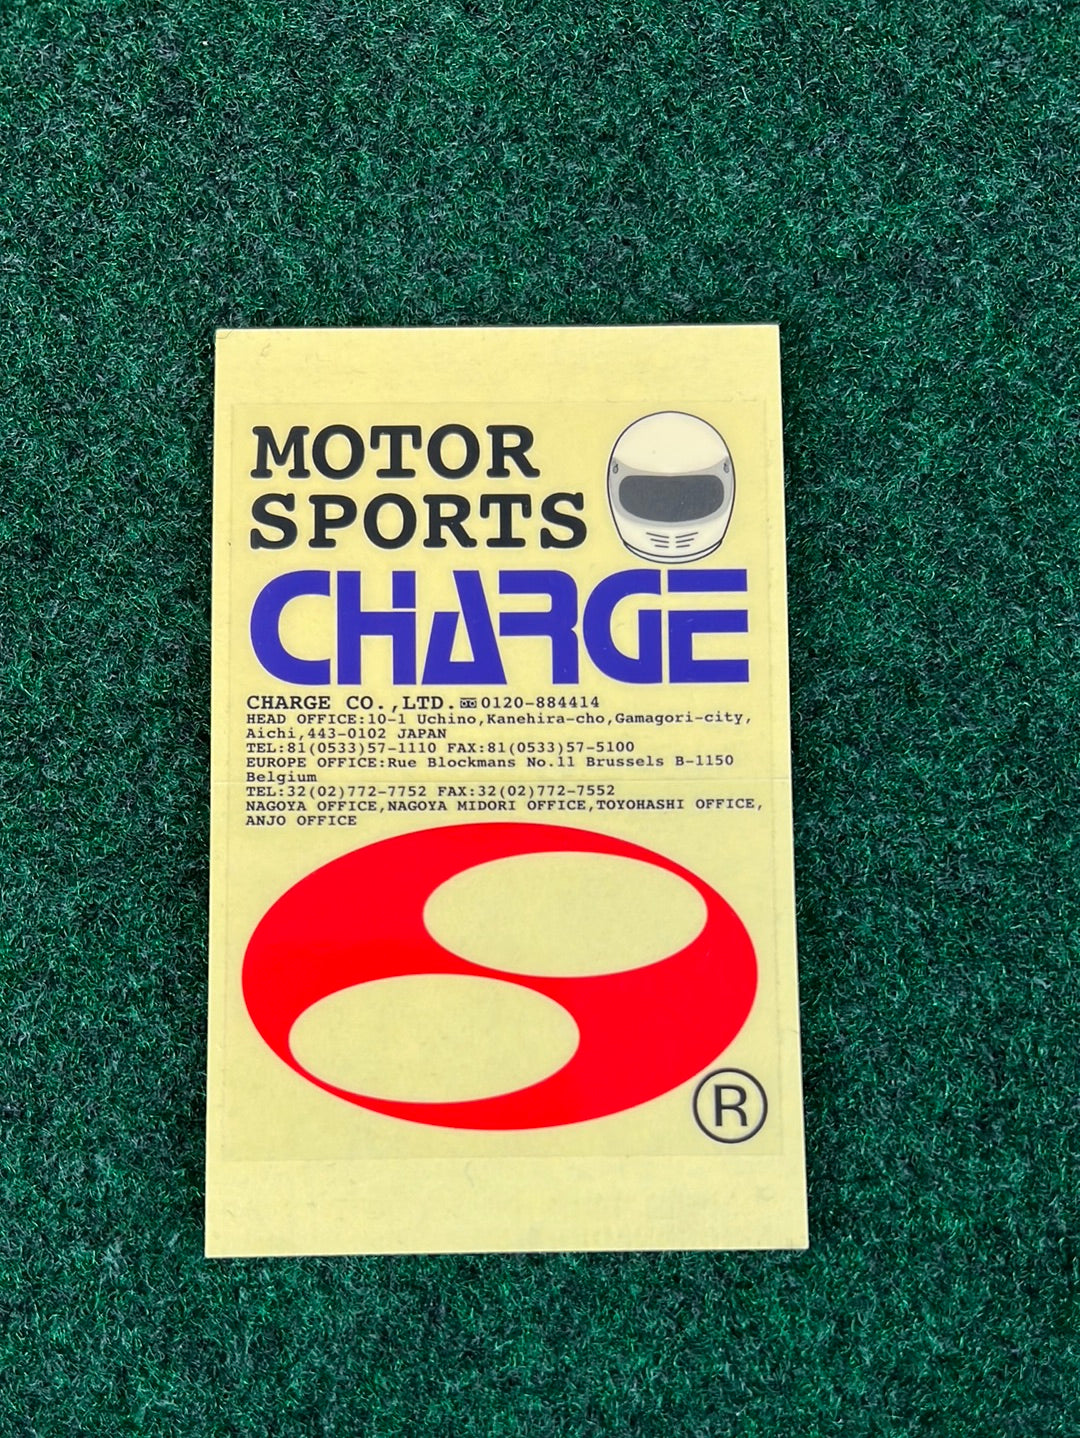 MOTOR
SPORTS
CHARGE
CHARGE CO.,LTD. 0120-884414
HEAD OFFICE:10-1 Uchino,Kanehira-cho,Gamagori-city,
Aichi,443-0102 JAPAN
TEL:81(0533)57-1110 FAX:81(0533)57-5100
EUROPE OFFICE:Rue Blockmans No.11 Brussels B-1150
Belgium
TEL:32(02)772-7752 FAX:32(02)772-7552
NAGOYA OFFICE,NAGOYA MIDORI OFFICE,TOYOHASHI OFFICE,
ANJO OFFICE
®